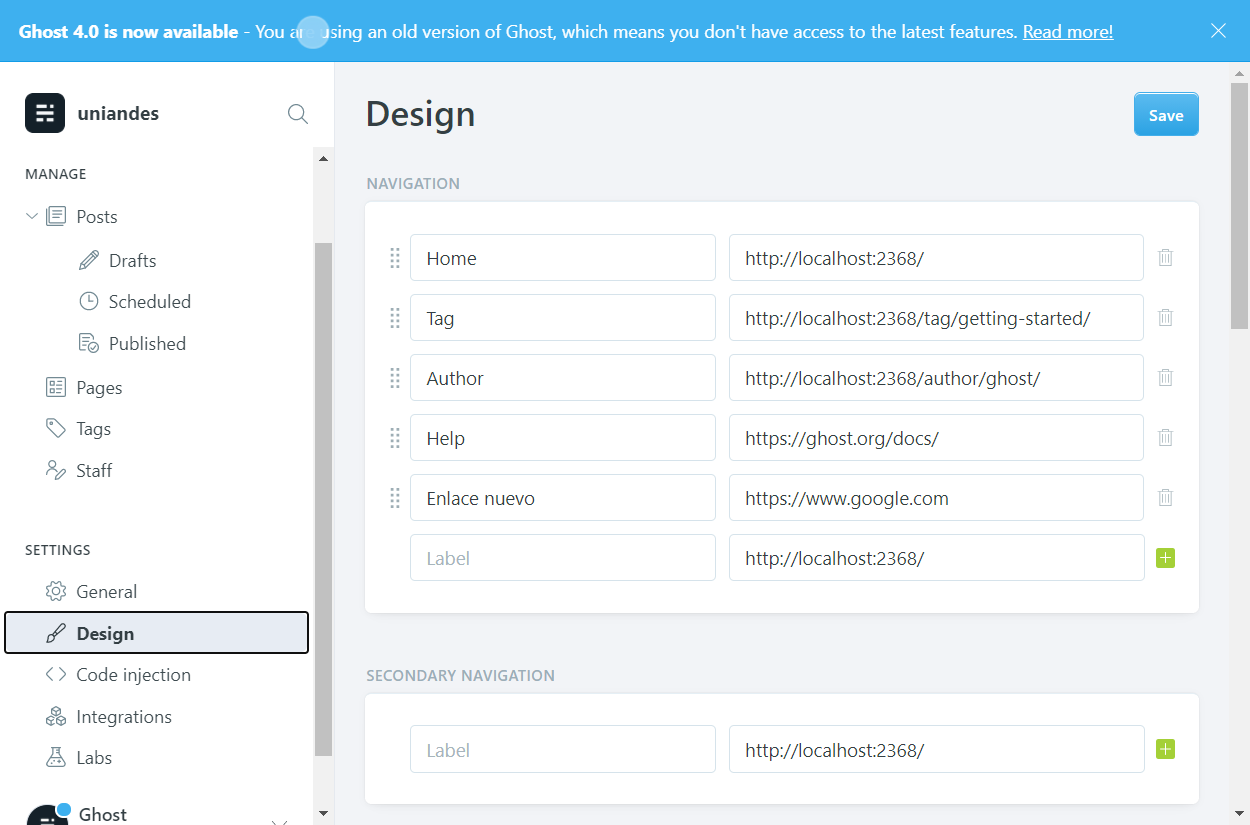 Ghost 4.0 is now available - You are using an old version of Ghost, which means you don't have access to the latest features. Read more!
uniandes
MANAGE
Posts
Drafts
Scheduled
Published
Pages
Tags
Staff
SETTINGS
General
Design
Code injection
Integrations
Labs
Ghost
Design
Save
NAVIGATION
Home http://localhost:2368/
Tag http://localhost:2368/tag/getting-started/
Author http://localhost:2368/author/ghost/
Help https://ghost.org/docs/
Enlace nuevo https://www.google.com
Label http://localhost:2368/
SECONDARY NAVIGATION
Label http://localhost:2368/